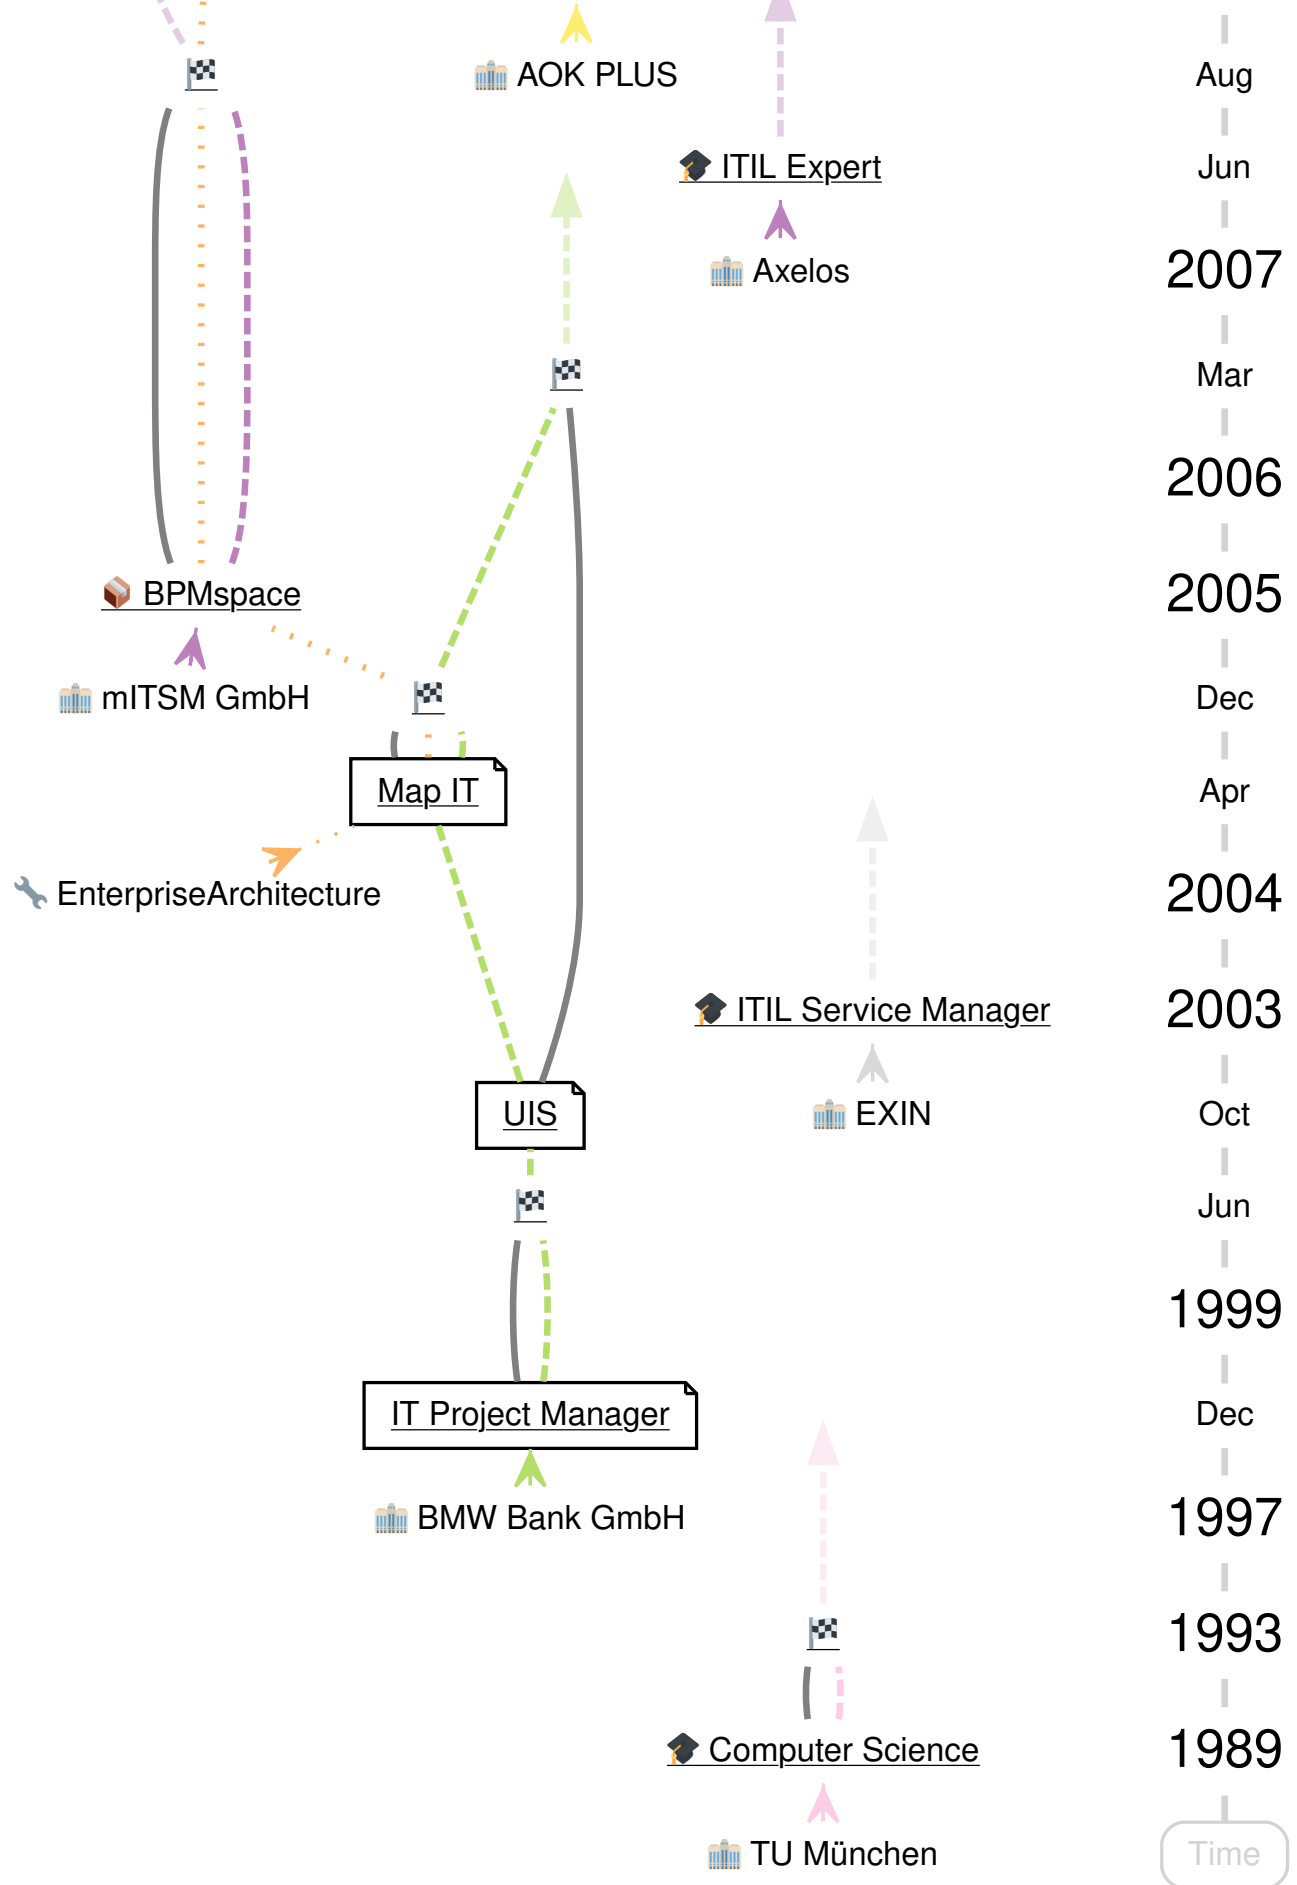 AOK PLUS
Aug
ITIL Expert
Jun
Axelos
2007
Mar
2006
BPMspace
2005
mITSM GmbH
Dec
Map IT
Apr
EnterpriseArchitecture
2004
ITIL Service Manager
2003
UIS
EXIN
Oct
Jun
1999
IT Project Manager
Dec
BMW Bank GmbH
1997
1993
Computer Science
1989
TU München
Time